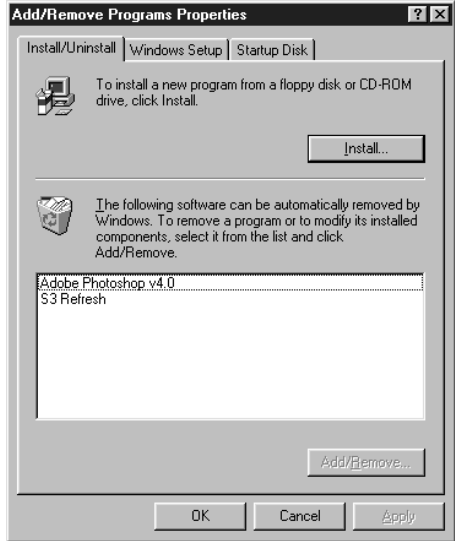 Add/Remove Programs Properties
Install/Uninstall Windows Setup Startup Disk
To install a new program from a floppy disk or CD-ROM
drive, click Install.
Install...
The following software can be automatically removed by
Windows. To remove a program or to modify its installed
components, select it from the list and click
Add/Remove.
Adobe Photoshop v4.0
S3 Refresh
Add/Remove...
OK Cancel Apply